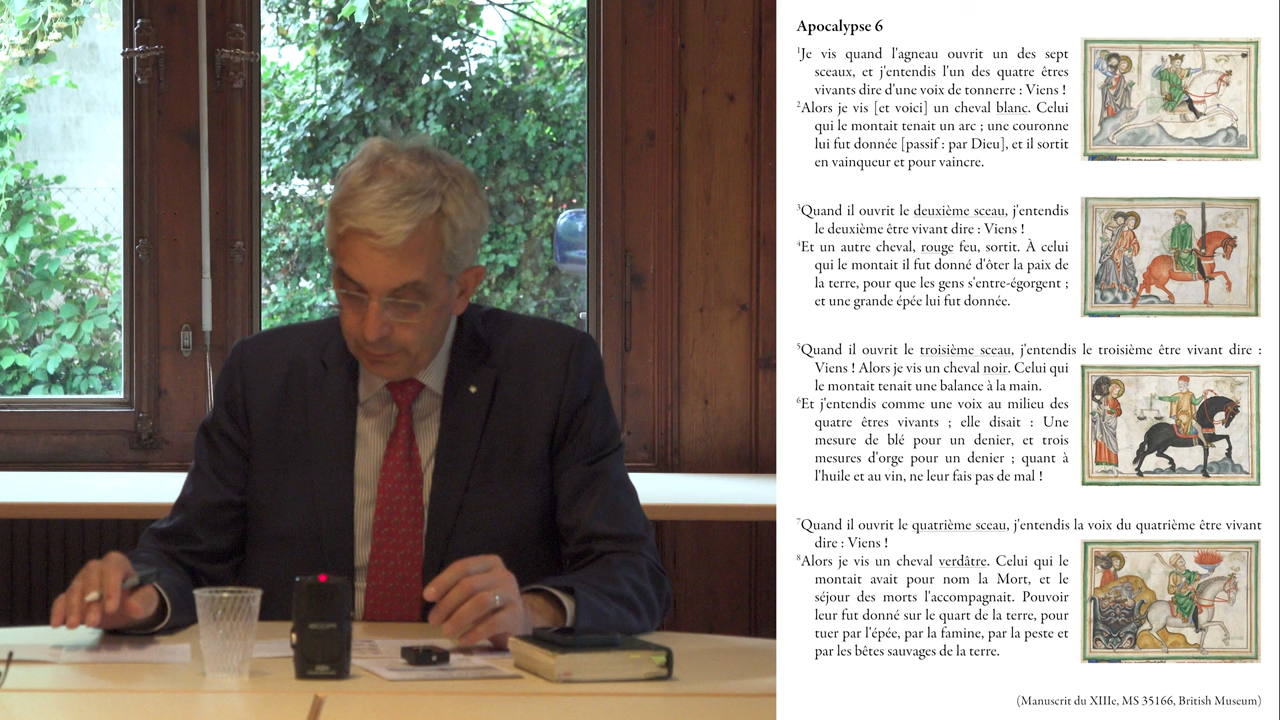 Apocalypse 6
1Je vis quand l'agneau ouvrit un des sept
sceaux, et j'entendis l'un des quatre êtres
vivants dire d'une voix de tonnerre : Viens !
2Alors je vis [et voici] un cheval blanc. Celui
qui le montait tenait un arc ; une couronne
lui fut donnée [passif : par Dieu], et il sortit
en vainqueur et pour vaincre.
3Quand il ouvrit le deuxième sceau, j'entendis
le deuxième être vivant dire : Viens !
4Et un autre cheval, rouge feu, sortit. À celui
qui le montait il fut donné d'ôter la paix de
la terre, pour que les gens s'entre-égorgent ;
et une grande épée lui fut donnée.
5Quand il ouvrit le troisième sceau, j'entendis le troisième être vivant dire :
Viens ! Alors je vis un cheval noir. Celui qui
le montait tenait une balance à la main.
6Et j'entendis comme une voix au milieu des
quatre êtres vivants ; elle disait : Une
mesure de blé pour un denier, et trois
mesures d'orge pour un denier ; quant à
l'huile et au vin, ne leur fais pas de mal !
7Quand il ouvrit le quatrième sceau, j'entendis la voix du quatrième être vivant
dire : Viens !
8Alors je vis un cheval verdâtre. Celui qui le
montait avait pour nom la Mort, et le
séjour des morts l'accompagnait. Pouvoir
leur fut donné sur le quart de la terre, pour
tuer par l'épée, par la famine, par la peste et
par les bêtes sauvages de la terre.
(Manuscrit du XIIIe, MS 35166, British Museum)